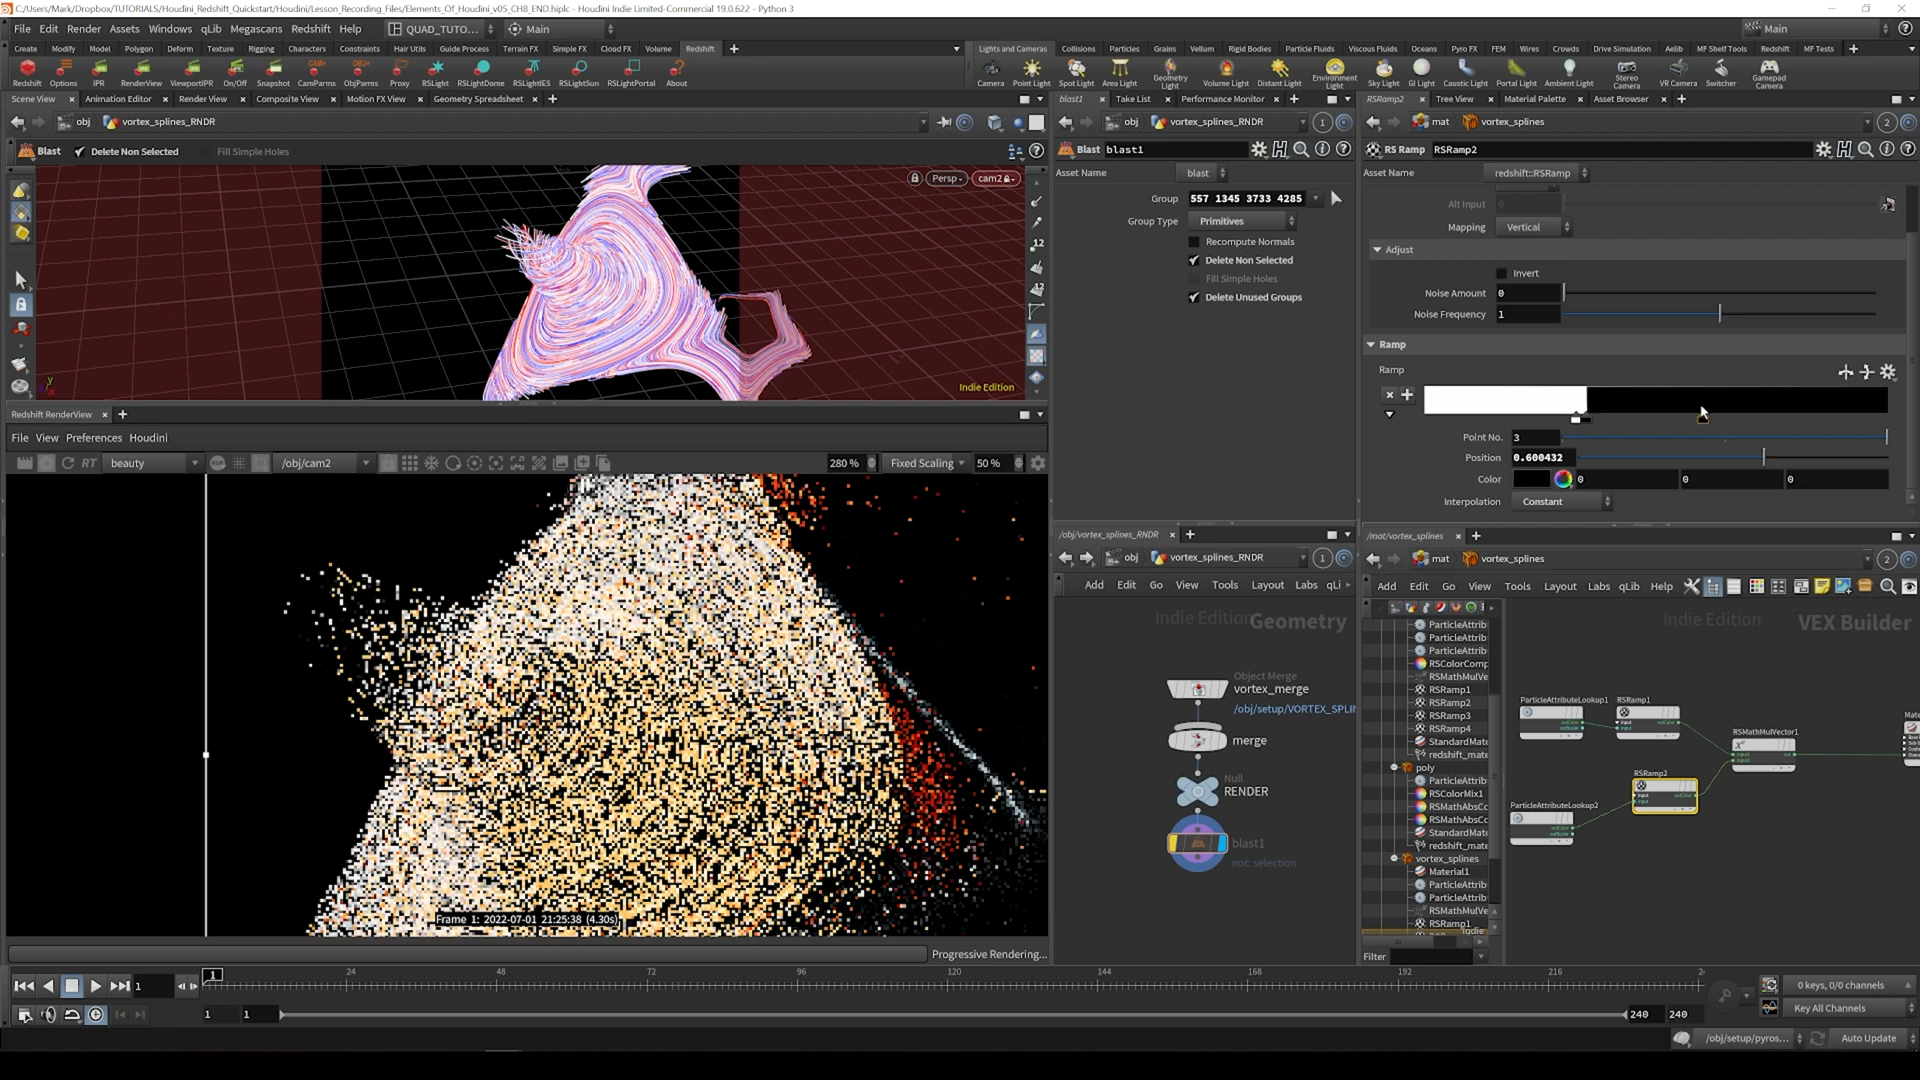 C:/Users/Mark/Dropbox/TUTORIALS/Houdini_Redshift_Quickstart/Houdini/Lesson_Recording_Files/Elements_Of_Houdini_v05_CH8_END.hiplc - Houdini Indie Limited-Commercial 19.0.622 - Python 3
File Edit Render Assets Windows qLib Megascans Redshift Help QUAD_TUTO... Main Main
Create Modify Model Polygon Deform Texture Rigging Characters Constraints Hair Utils Guide Process Terrain FX Simple FX Cloud FX Volume Redshift
Lights and Cameras Collisions Particles Grains Vellum Rigid Bodies Particle Fluids Viscous Fluids Oceans Pyro FX FEM Wires Crowds Drive Simulation Aelib MF Shelf Tools Redshift MF Tests
Redshift Options IPR RenderView ViewportIPR On/Off Snapshot CamParms ObjParms Proxy RSLight RSLightDome RSLightIES RSLightSun RSLightPortal About
Camera Point Light Spot Light Area Light Geometry Light Volume Light Distant Light Environment Light Sky Light GI Light Caustic Light Portal Light Ambient Light Stereo Camera VR Camera Switcher Gamepad Camera
Scene View Animation Editor Render View Composite View Motion FX View Geometry Spreadsheet
obj vortex_splines_RNDR
Blast Delete Non Selected Fill Simple Holes
Persp cam2
Indie Edition
blast1 Take List Performance Monitor
obj vortex_splines_RNDR 1
Blast blast1
Asset Name blast
Group 557 1345 3733 4285
Group Type Primitives
Recompute Normals
Delete Non Selected
Fill Simple Holes
Delete Unused Groups
RSRamp2 Tree View Material Palette Asset Browser
mat vortex_splines 2
RS Ramp RSRamp2
Asset Name redshift::RSRamp
Alt Input 0
Mapping Vertical
Adjust
Invert
Noise Amount 0
Noise Frequency 1
Ramp
Ramp
Point No. 3
Position 0.600432
Color 0 0 0
Interpolation Constant
Redshift RenderView
File View Preferences Houdini
RT beauty /obj/cam2 280 % Fixed Scaling 50 %
Frame 1: 2022-07-01 21:25:38 (4.30s)
Progressive Rendering...
/obj/vortex_splines_RNDR
obj vortex_splines_RNDR 1
Add Edit Go View Tools Layout Labs qLi
Indie Edition Geometry
Object Merge
vortex_merge
/obj/setup/VORTEX_SPLIN
merge
Null
RENDER
blast1
not: selection
/mat/vortex_splines
mat vortex_splines 2
Add Edit Go View Tools Layout Labs qLib Help
Indie Edition VEX Builder
ParticleAttrib
ParticleAttrib
ParticleAttrib
RSColorComp
RSMathMulVe
RSRamp1
RSRamp2
RSRamp3
RSRamp4
StandardMate
redshift_mate
poly
ParticleAttrib
RSColorMix1
RSMathAbsCo
RSMathAbsCo
StandardMate
redshift_mate
vortex_splines
Material1
ParticleAttrib
ParticleAttrib
RSMathMulVe
RSRamp1
Filter
ParticleAttributeLookup1 RSRamp1
RSMathMulVector1
Mate
RSRamp2
ParticleAttributeLookup2
1 24 48 72 96 120 144 168 192 216 2
1
1 1 240 240
0 keys, 0/0 channels
Key All Channels
/obj/setup/pyros... Auto Update